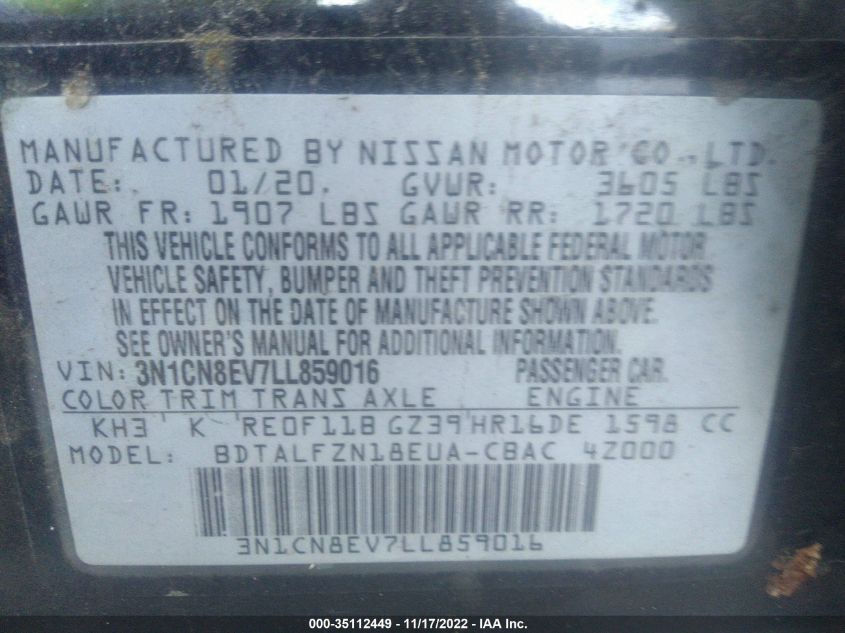 MANUFACTURED BY NISSAN MOTOR CO., LTD.
DATE: 01/20. GVWR: 3605 LBS
GAWR FR: 1907 LBS GAWR RR: 1720 LBS
THIS VEHICLE CONFORMS TO ALL APPLICABLE FEDERAL MOTOR
VEHICLE SAFETY, BUMPER AND THEFT PREVENTION STANDARDS
IN EFFECT ON THE DATE OF MANUFACTURE SHOWN ABOVE.
SEE OWNER'S MANUAL FOR ADDITIONAL INFORMATION.
VIN: 3N1CN8EV7LL859016 PASSENGER CAR.
COLOR TRIM TRANS AXLE ENGINE
KH3 K RE0F11B GZ39 HR16DE 1598 CC
MODEL: BDTALFZN18EUA-CBAC 4Z000
3N1CN8EV7LL859016
000-35112449 - 11/17/2022 - IAA Inc.